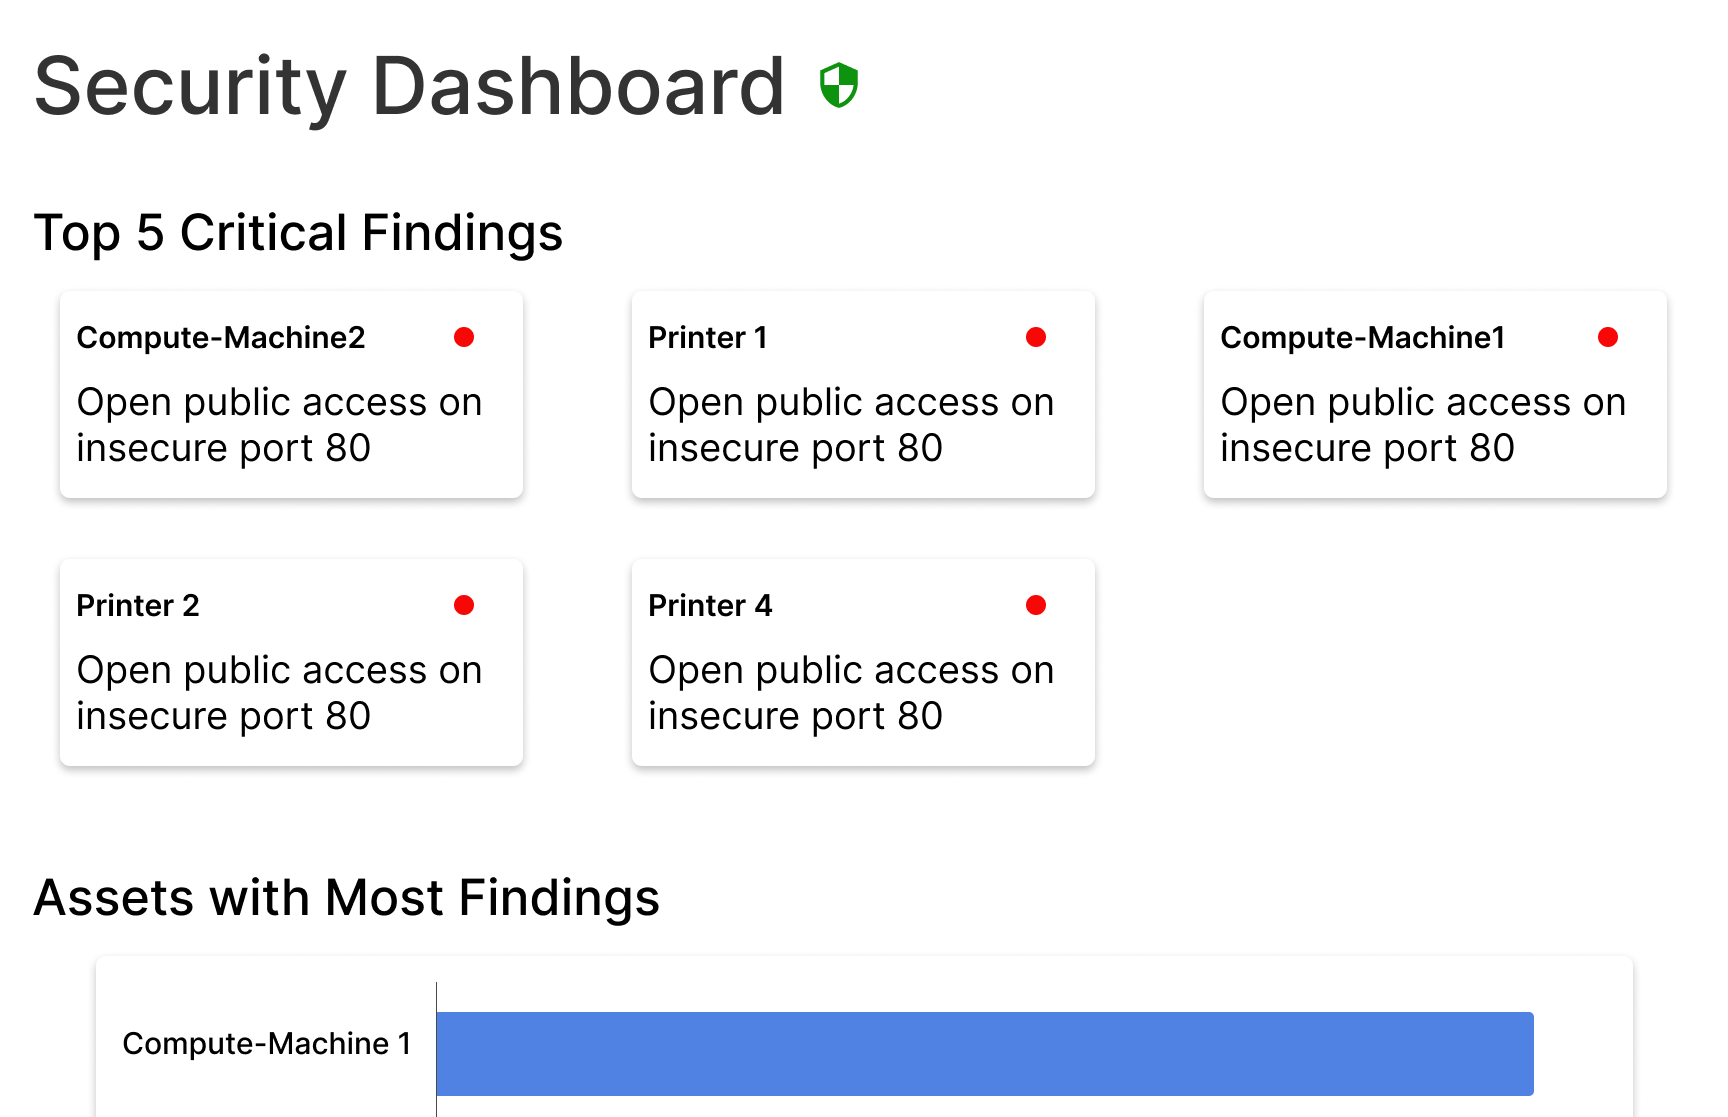 Security Dashboard
Top 5 Critical Findings
Compute-Machine2
Open public access on
insecure port 80
Printer 1
Open public access on
insecure port 80
Compute-Machine1
Open public access on
insecure port 80
Printer 2
Open public access on
insecure port 80
Printer 4
Open public access on
insecure port 80
Assets with Most Findings
Compute-Machine 1